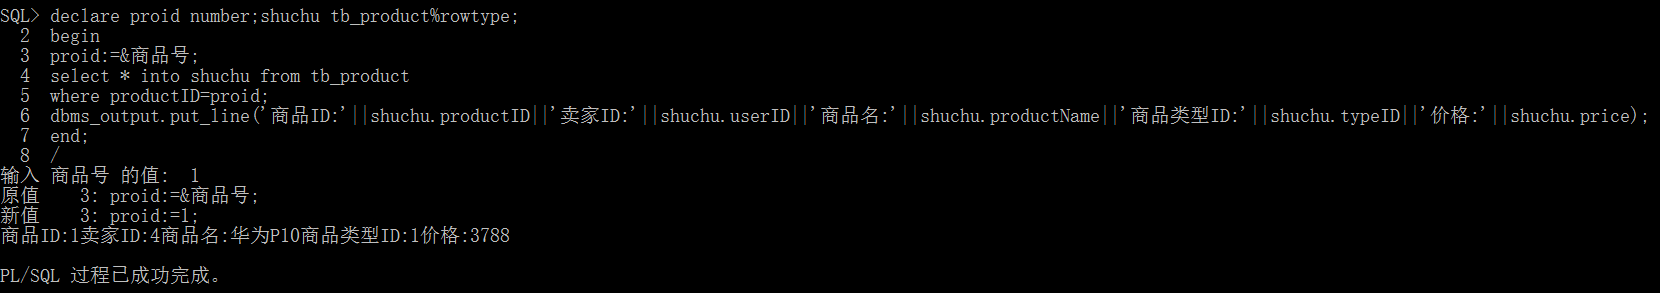 SQL> declare proid number;shuchu tb_product%rowtype;
2 begin
3 proid:=&商品号;
4 select * into shuchu from tb_product
5 where productID=proid;
6 dbms_output.put_line('商品ID:'||shuchu.productID||'卖家ID:'||shuchu.userID||'商品名:'||shuchu.productName||'商品类型ID:'||shuchu.typeID||'价格:'||shuchu.price);
7 end;
8 /
输入 商品号 的值: 1
原值 3: proid:=&商品号;
新值 3: proid:=1;
商品ID:1卖家ID:4商品名:华为P10商品类型ID:1价格:3788
PL/SQL 过程已成功完成。